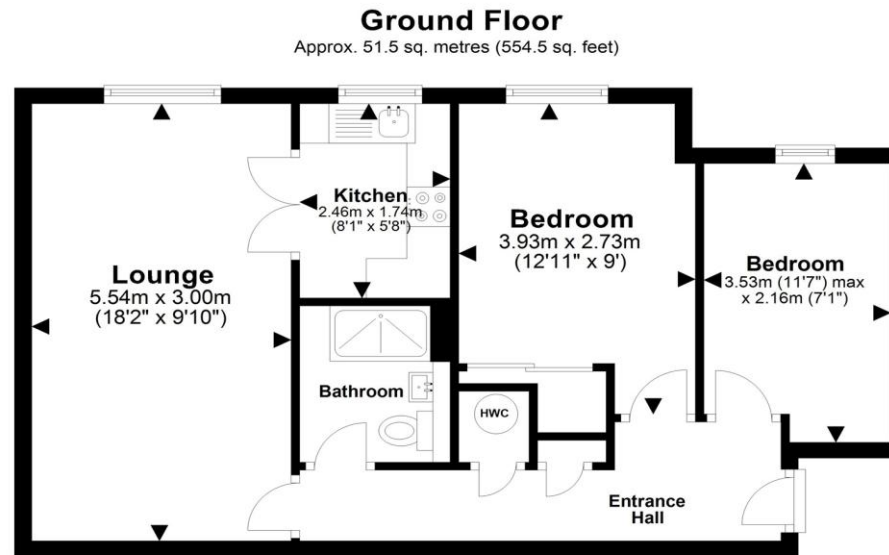 Ground Floor
Approx. 51.5 sq. metres (554.5 sq. feet)
Kitchen
2.46m x 1.74m
(8'1" x 5'8")
Bedroom
3.93m x 2.73m
(12'11" x 9')
Lounge
5.54m x 3.00m
(18'2" x 9'10")
Bedroom
3.53m (11'7") max
x 2.16m (7'1")
Bathroom
HWC
Entrance
Hall